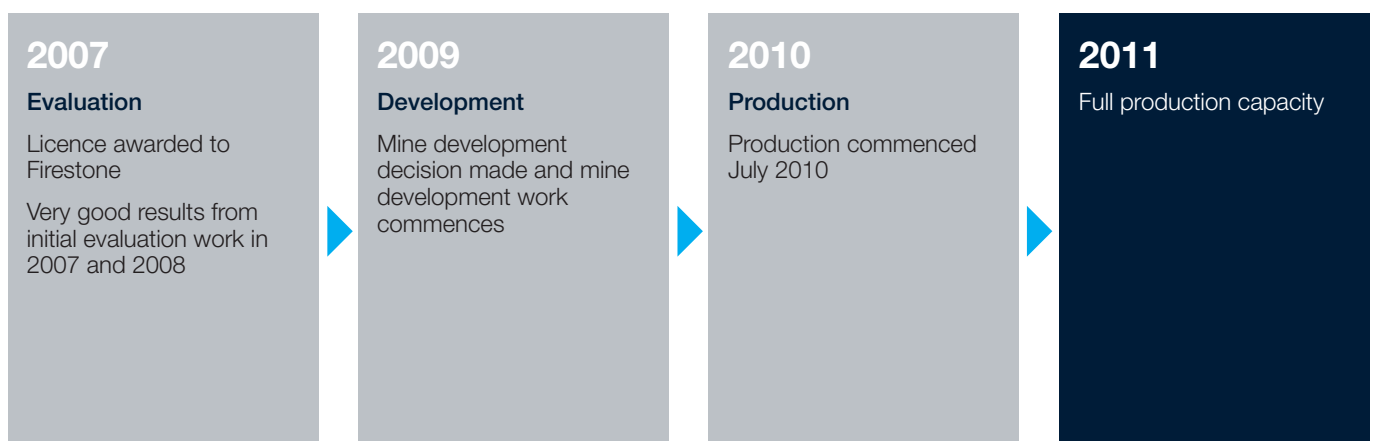 2007
Evaluation
Licence awarded to
Firestone
Very good results from
initial evaluation work in
2007 and 2008
2009
Development
Mine development
decision made and mine
development work
commences
2010
Production
Production commenced
July 2010
2011
Full production capacity